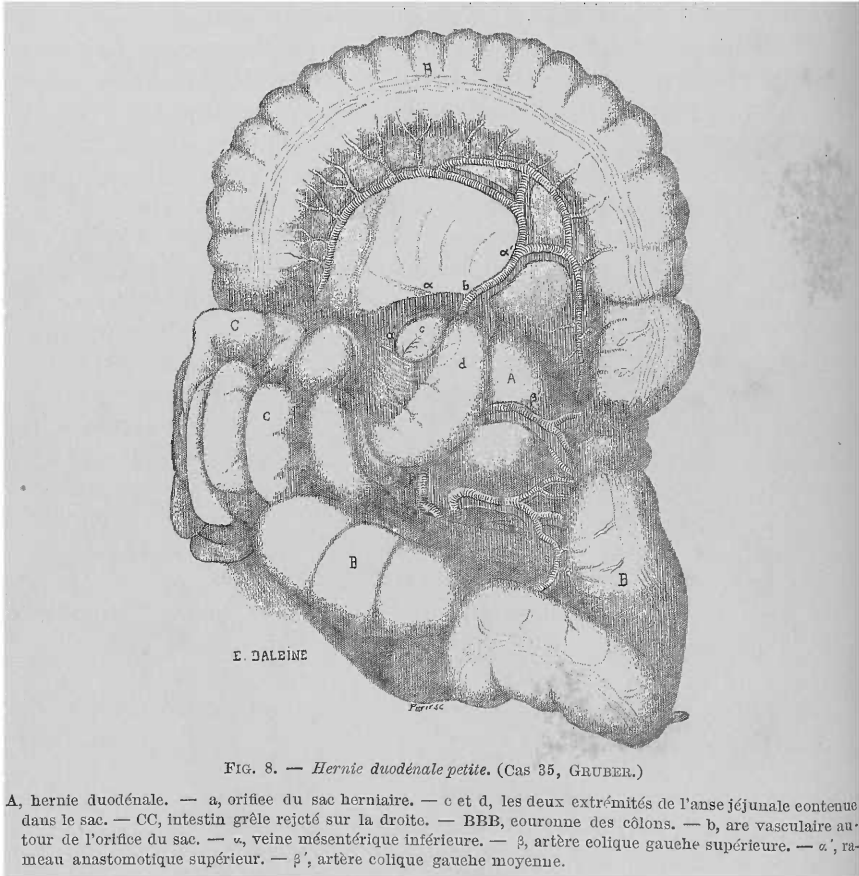 B
α'
α
b
C
a
c
d
A
β
C
β'
B
B
E. DALEINE
FIG. 8. — Hernie duodénale petite. (Cas 35, GRUBER.)
A, hernie duodénale. — a, orifice du sac herniaire. — c et d, les deux extrémités de l'anse jéjunale contenue
dans le sac. — CC, intestin grêle rejeté sur la droite. — BBB, couronne des côlons. — b, arc vasculaire au-
tour de l'orifice du sac. — α, veine mésentérique inférieure. — β, artère colique gauche supérieure. — α', ra-
meau anastomotique supérieur. — β', artère colique gauche moyenne.